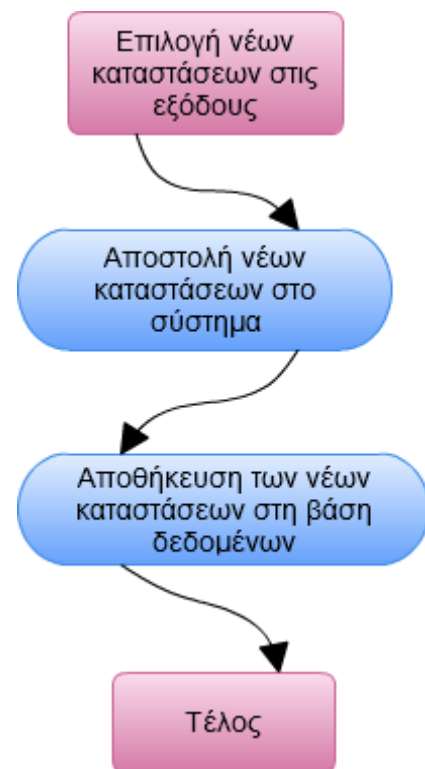 Επιλογή νέων
καταστάσεων στις
εξόδους
Αποστολή νέων
καταστάσεων στο
σύστημα
Αποθήκευση των νέων
καταστάσεων στη βάση
δεδομένων
Τέλος